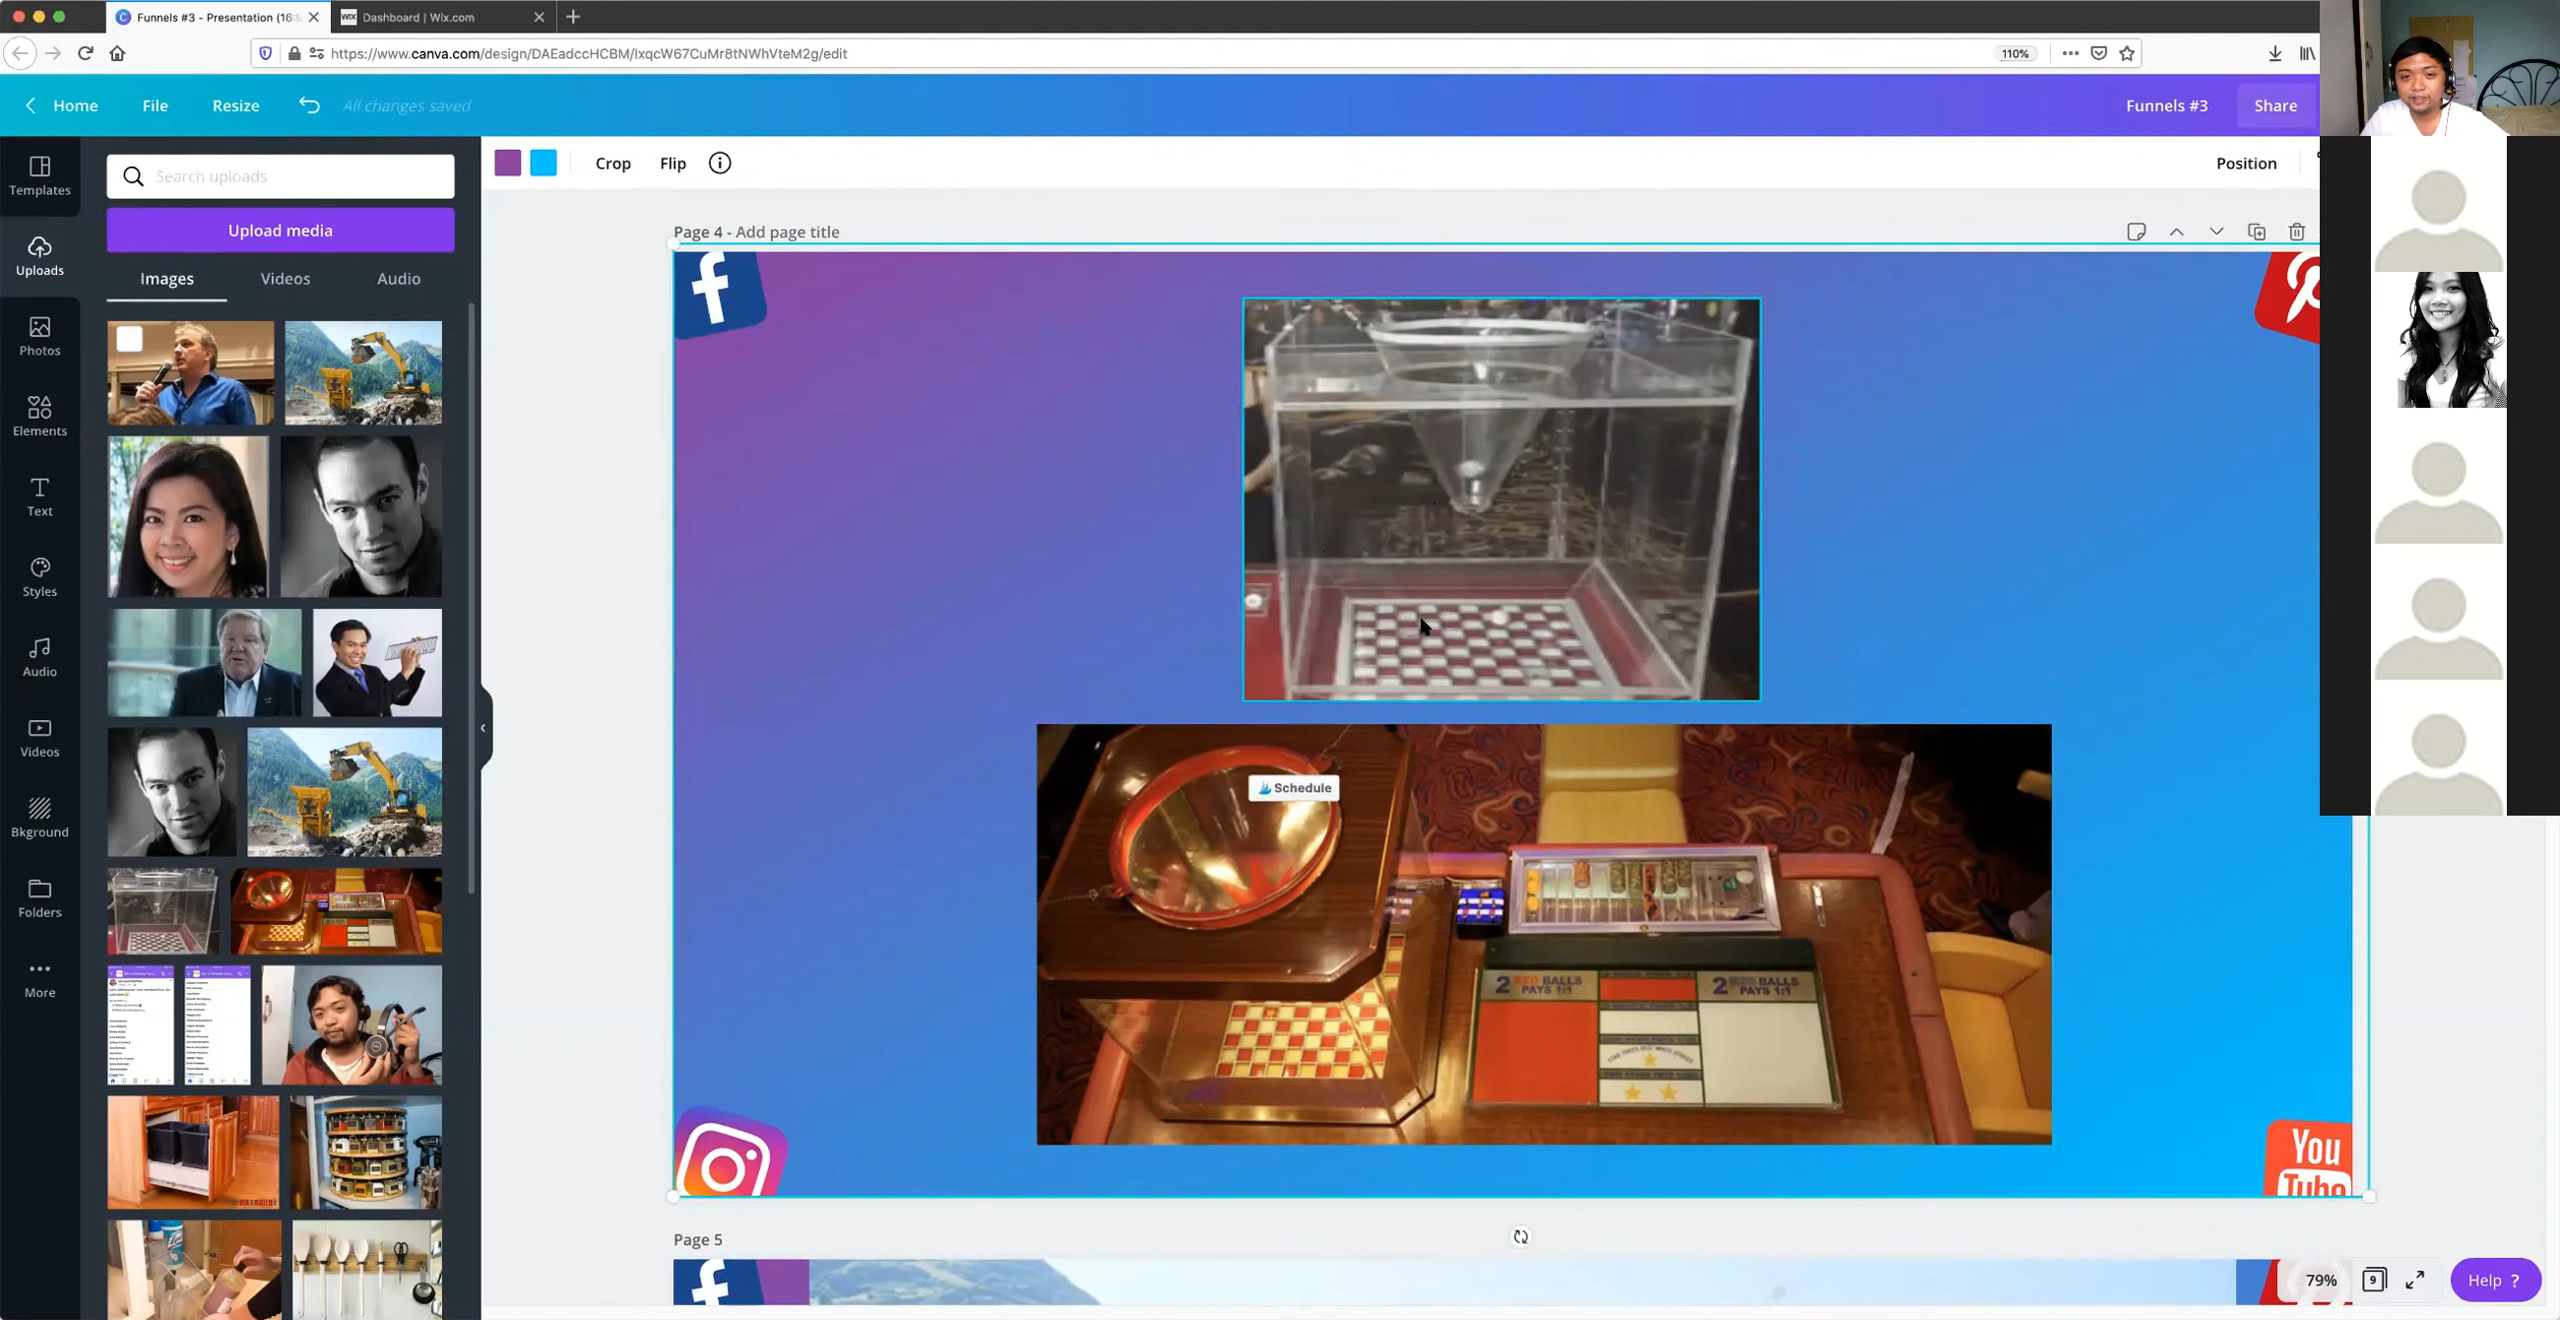 Funnels #3 - Presentation (16:
WIX Dashboard | Wix.com
https://www.canva.com/design/DAEadccHCBM/IxqcW67CuMr8tNWhVteM2g/edit
110%
Home File Resize All changes saved
Funnels #3 Share
Templates
Uploads
Photos
Elements
Text
Styles
Audio
Videos
Bkground
Folders
More
Search uploads
Upload media
Images Videos Audio
Crop Flip
Position
Page 4 - Add page title
Schedule
2 RED BALLS
PAYS 1:1
2 BALLS
PAYS 1:1
You
Tube
Page 5
79%
9
Help ?